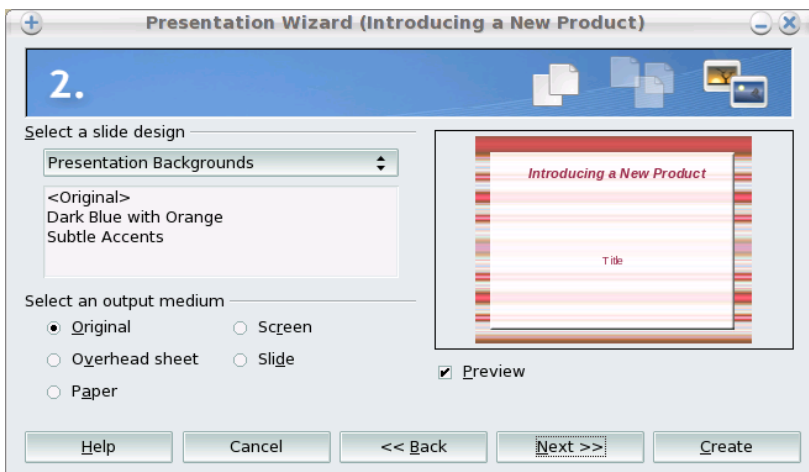 Presentation Wizard (Introducing a New Product)
2.
Select a slide design
Presentation Backgrounds
<Original>
Dark Blue with Orange
Subtle Accents
Introducing a New Product
Title
Select an output medium
Original
Screen
Overhead sheet
Slide
Paper
Preview
Help
Cancel
<< Back
Next >>
Create